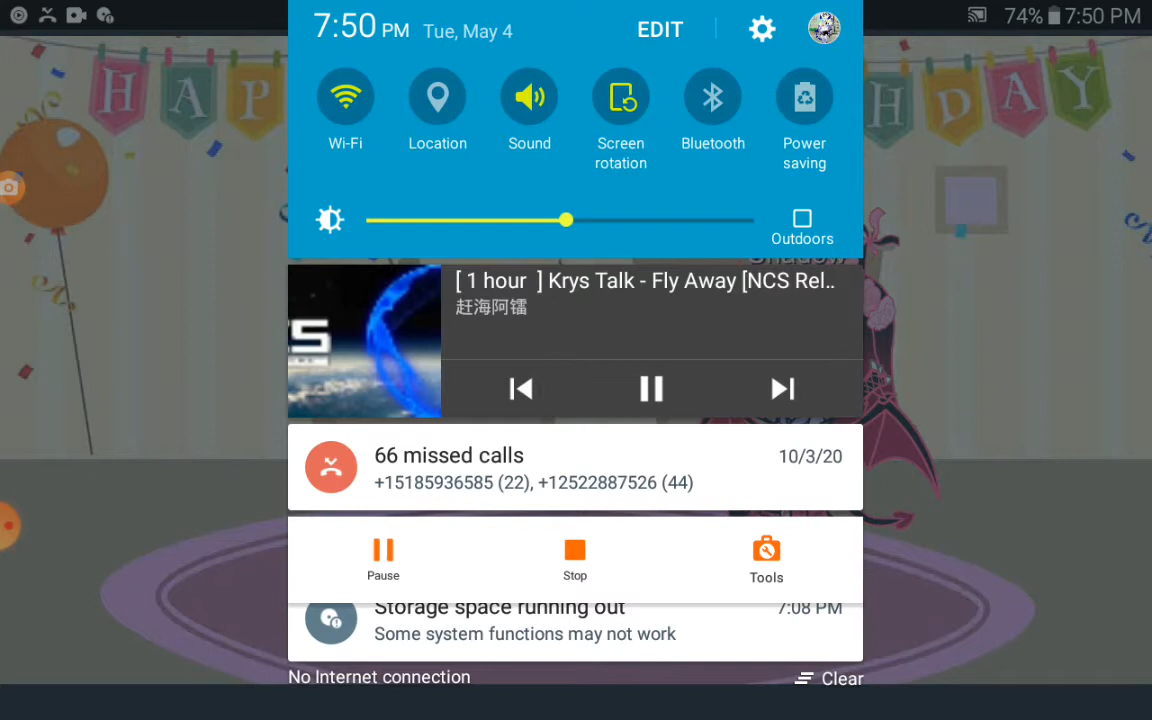 74% 7:50 PM
7:50 PM Tue, May 4 EDIT
HAP HDAY
Wi-Fi Location Sound Screen rotation Bluetooth Power saving
Outdoors
Shadow
[ 1 hour ] Krys Talk - Fly Away [NCS Rel..
赶海阿镭
66 missed calls 10/3/20
+15185936585 (22), +12522887526 (44)
Pause Stop Tools
Storage space running out 7:08 PM
Some system functions may not work
No Internet connection Clear